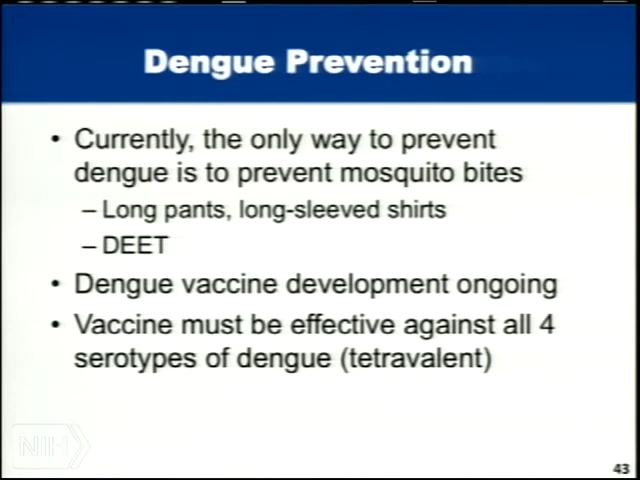 Dengue Prevention
• Currently, the only way to prevent
dengue is to prevent mosquito bites
– Long pants, long-sleeved shirts
– DEET
• Dengue vaccine development ongoing
• Vaccine must be effective against all 4
serotypes of dengue (tetravalent)
NIH
43